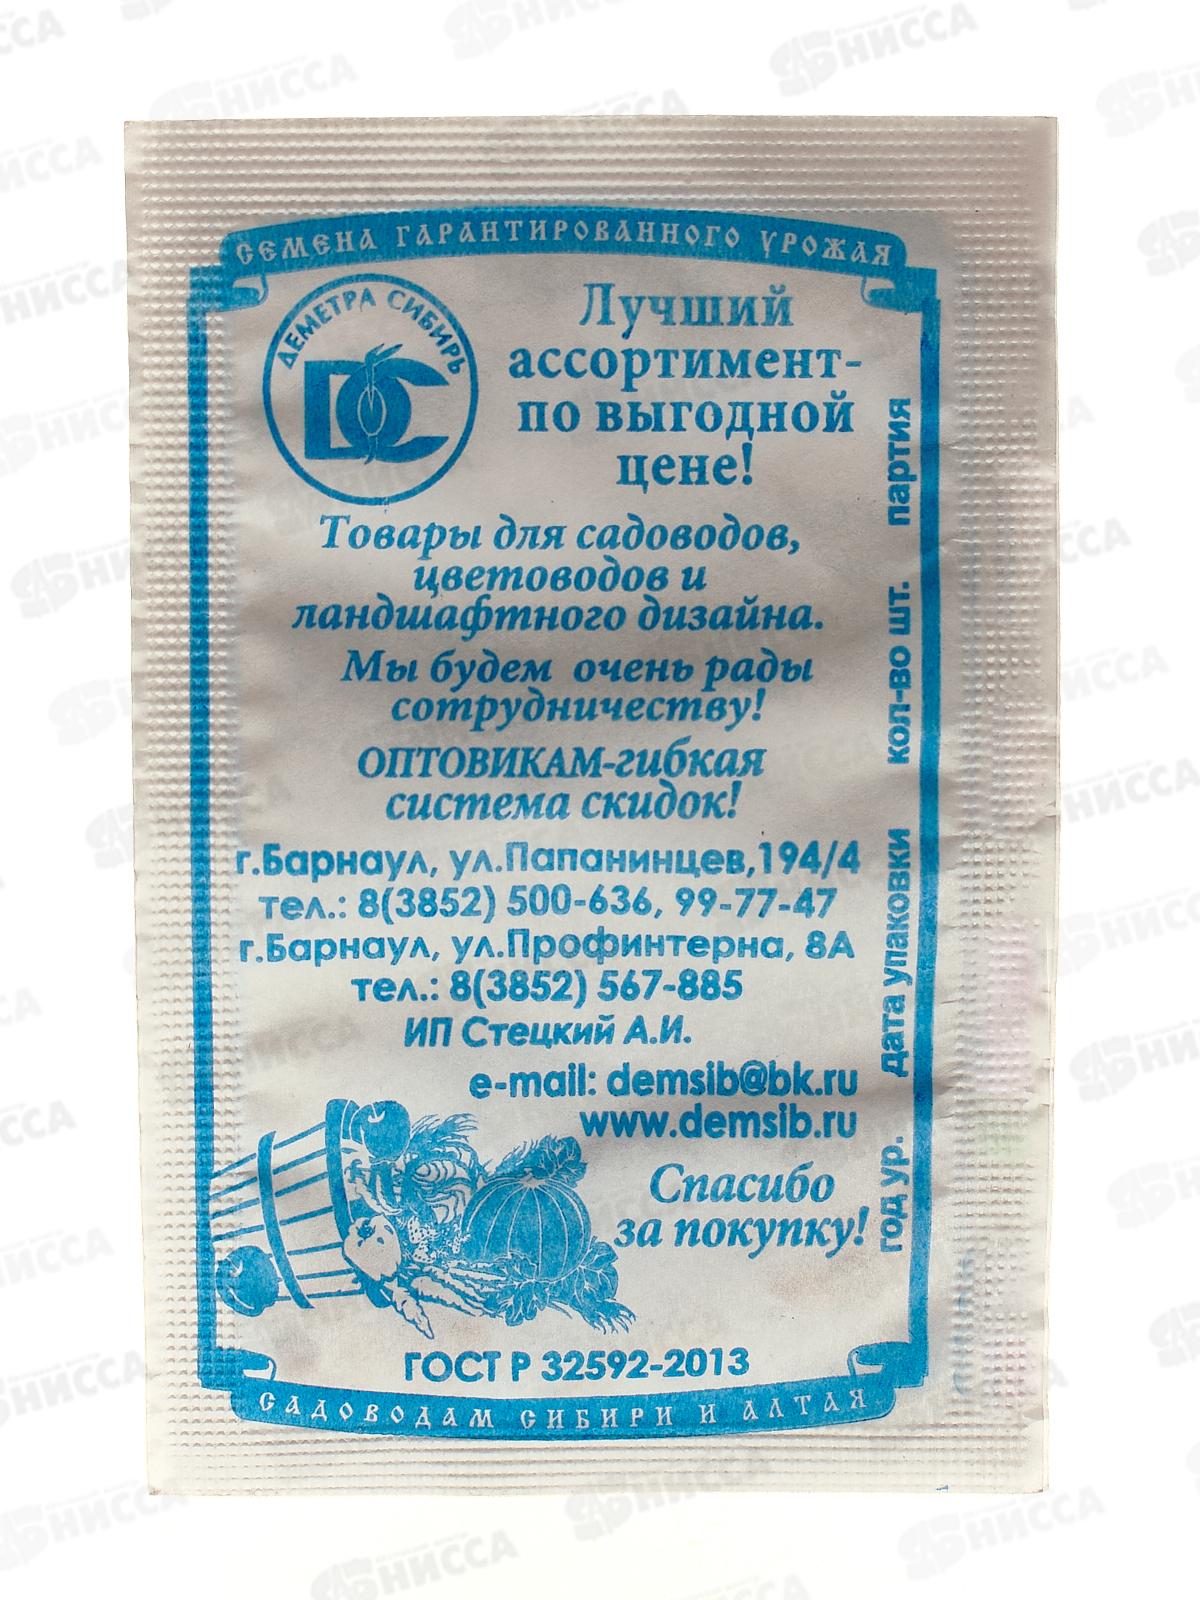 СЕМЕНА ГАРАНТИРОВАННОГО УРОЖАЯ
ДЕМЕТРА СИБИРЬ
DC
Лучший
ассортимент-
по выгодной
цене!
Товары для садоводов,
цветоводов и
ландшафтного дизайна.
Мы будем очень рады
сотрудничеству!
ОПТОВИКАМ-гибкая
система скидок!
г.Барнаул, ул.Папанинцев,194/4
тел.: 8(3852) 500-636, 99-77-47
г.Барнаул, ул.Профинтерна, 8А
тел.: 8(3852) 567-885
ИП Стецкий А.И.
e-mail: demsib@bk.ru
www.demsib.ru
Спасибо
за покупку!
год ур. дата упаковки кол-во шт. партия
ГОСТ Р 32592-2013
САДОВОДАМ СИБИРИ И АЛТАЯ
НИССА